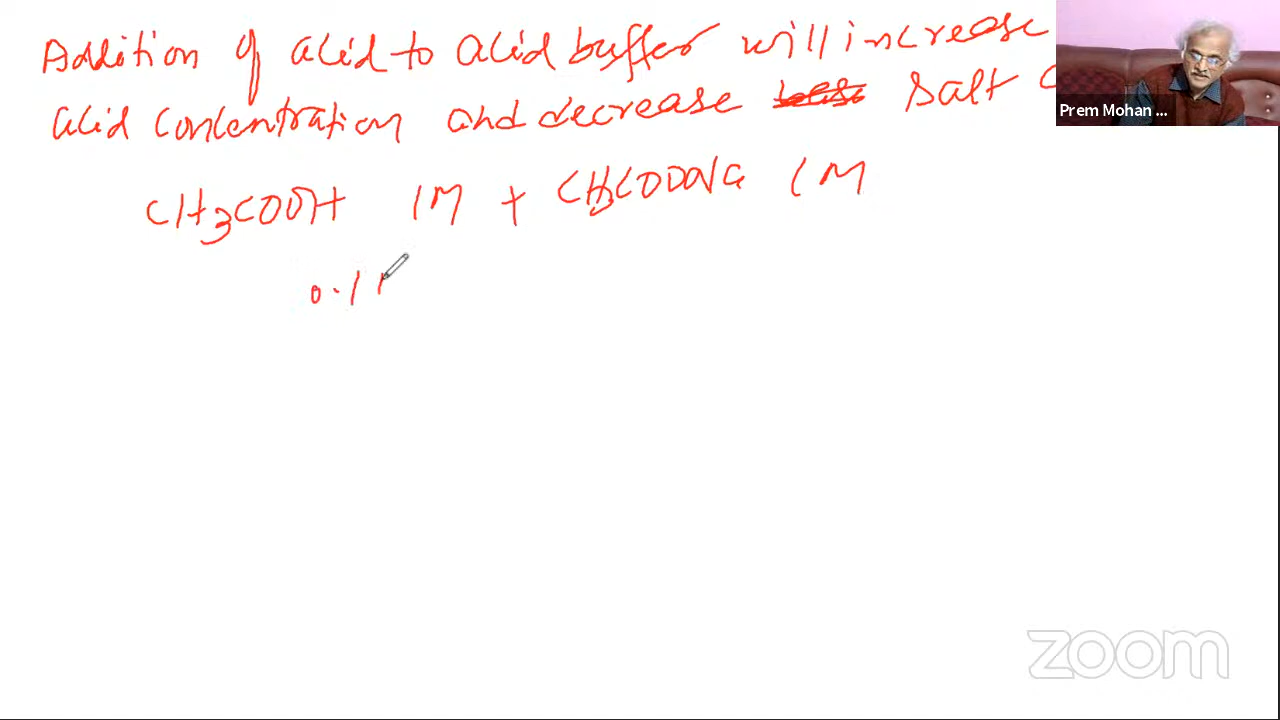 Addition of acid to acid buffer will increase
Prem Mohan ...
acid concentration and decrease salt
CH3COOH 1M + CH3COONa 1M
0.1
zoom